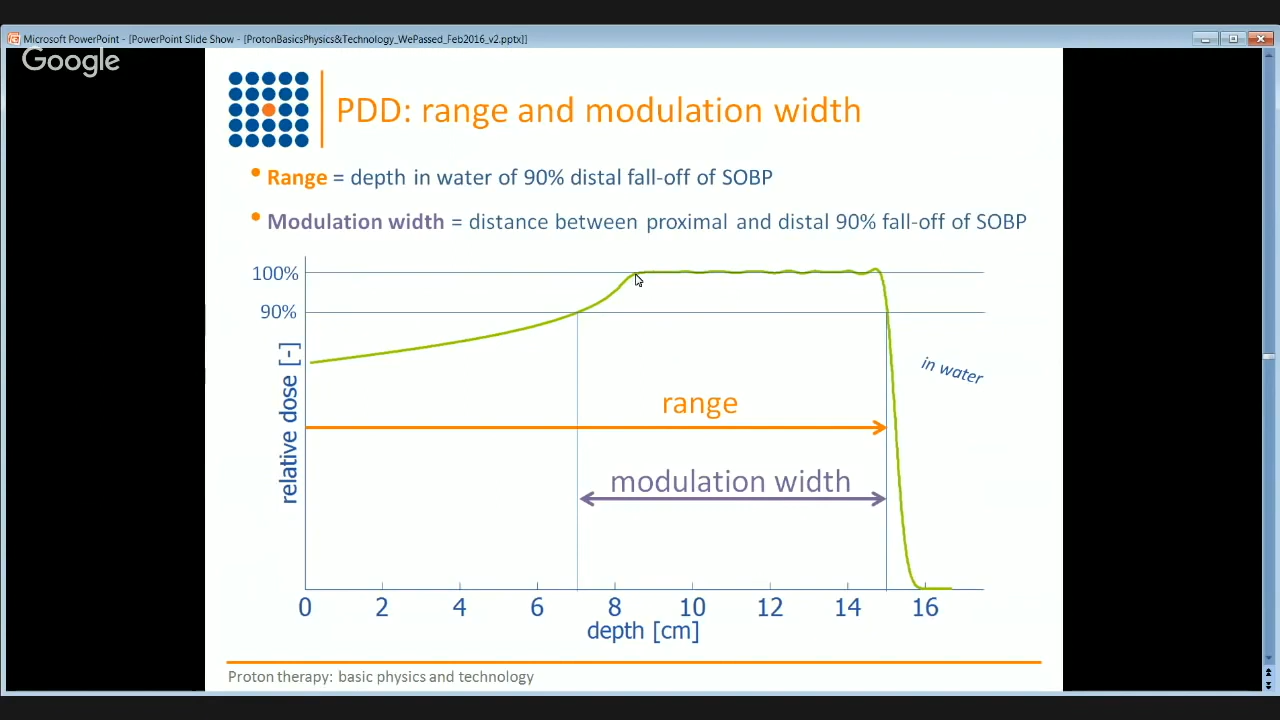 Microsoft PowerPoint - [PowerPoint Slide Show - [ProtonBasicsPhysics&Technology_WePassed_Feb2016_v2.pptx]]
Google
PDD: range and modulation width
• Range = depth in water of 90% distal fall-off of SOBP
• Modulation width = distance between proximal and distal 90% fall-off of SOBP
100%
90%
in water
relative dose [-]
range
modulation width
0 2 4 6 8 10 12 14 16
depth [cm]
Proton therapy: basic physics and technology